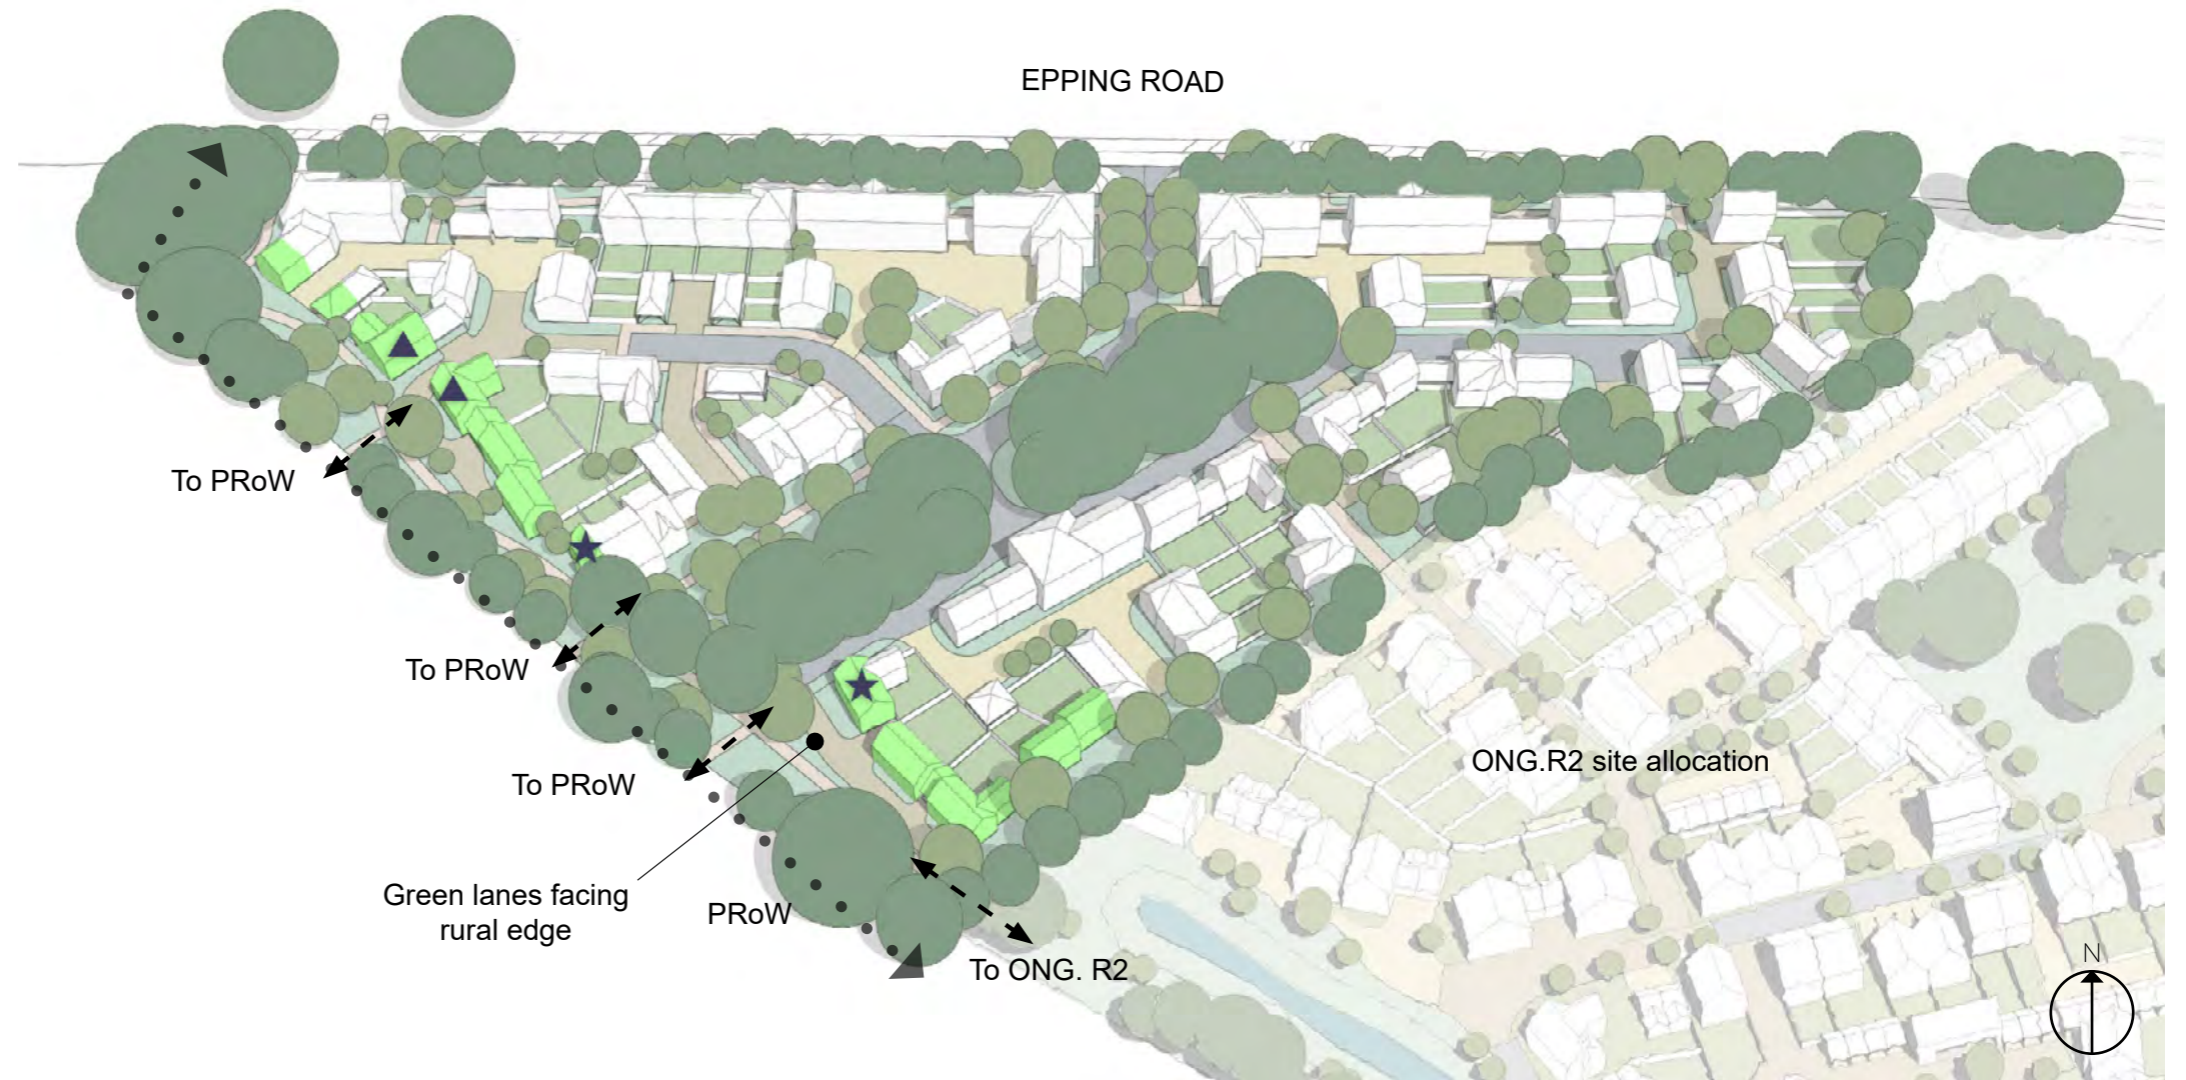 EPPING ROAD
To PRoW
To PRoW
ONG.R2 site allocation
To PRoW
Green lanes facing
rural edge
PRoW
To ONG. R2
N